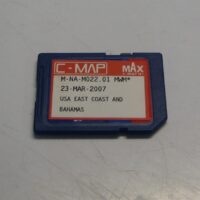 C-MAP MAX
M-NA-M022.01 MWM*
23-MAR-2007
USA EAST COAST AND
BAHAMAS